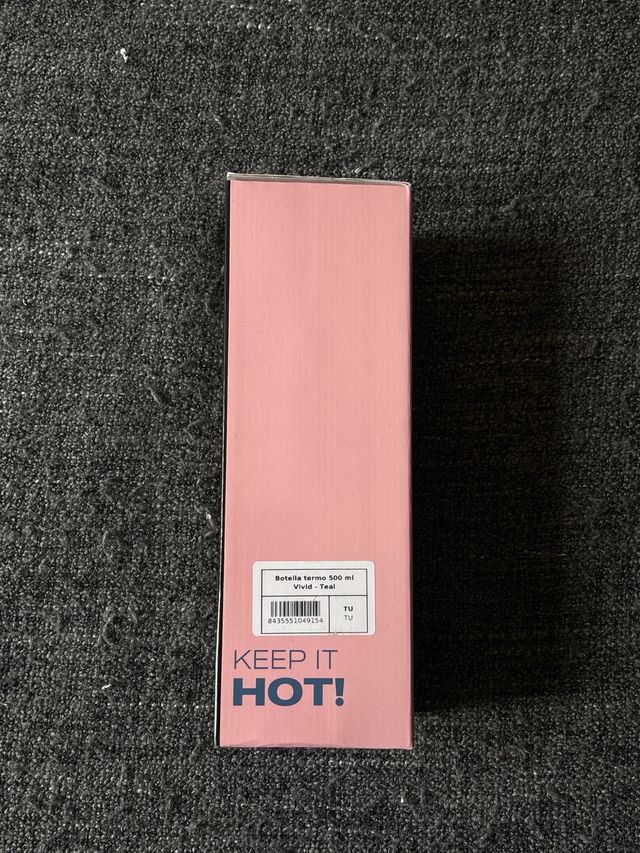 Botella termo 500 ml
Vivid - Teal
8435551049154
TU
TU
KEEP IT
HOT!